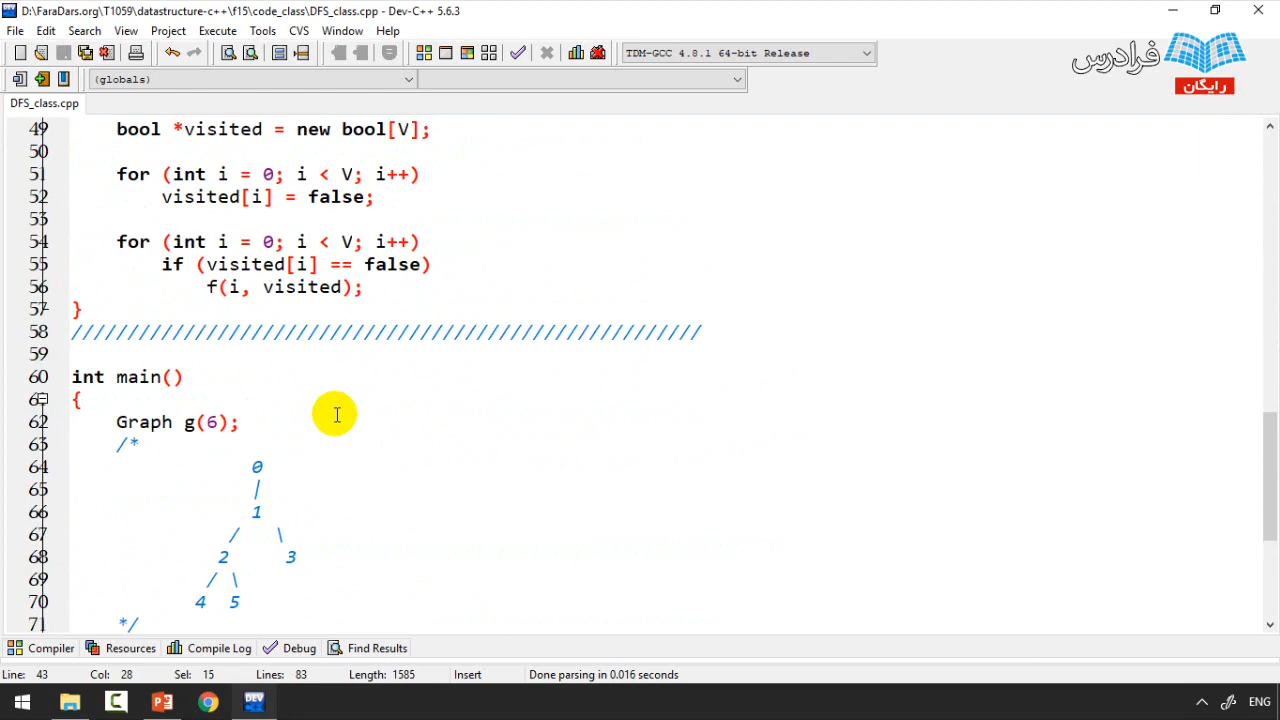 D:\FaraDars.org\T1059\datastructure-c++\f15\code_class\DFS_class.cpp - Dev-C++ 5.6.3
File Edit Search View Project Execute Tools CVS Window Help
TDM-GCC 4.8.1 64-bit Release
فرادرس
رایگان
(globals)
DFS_class.cpp
49 bool *visited = new bool[V];
50
51 for (int i = 0; i < V; i++)
52 visited[i] = false;
53
54 for (int i = 0; i < V; i++)
55 if (visited[i] == false)
56 f(i, visited);
57 }
58 ////////////////////////////////////////////////////////
59
60 int main()
61 {
62 Graph g(6);
63 /*
64 0
65 |
66 1
67 / \
68 2 3
69 / \
70 4 5
71 */
Compiler Resources Compile Log Debug Find Results
Line: 43 Col: 28 Sel: 15 Lines: 83 Length: 1585 Insert Done parsing in 0.016 seconds
DEV ENG